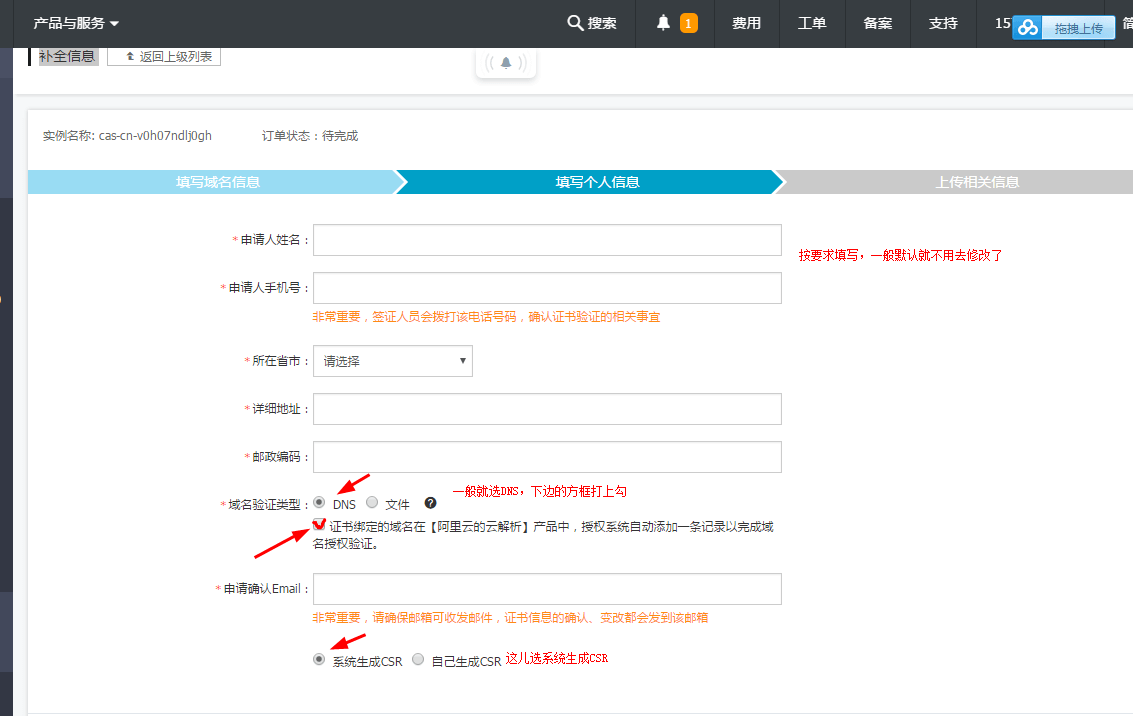 产品与服务 搜索 1 费用 工单 备案 支持 15 拖拽上传 简
补全信息 返回上级列表
实例名称: cas-cn-v0h07ndlj0gh 订单状态：待完成
填写域名信息 填写个人信息 上传相关信息
*申请人姓名：
按要求填写，一般默认就不用去修改了
*申请人手机号：
非常重要，签证人员会拨打该电话号码，确认证书验证的相关事宜
*所在省市： 请选择
*详细地址：
*邮政编码：
一般就选DNS，下边的方框打上勾
*域名验证类型： DNS 文件 ?
证书绑定的域名在【阿里云的云解析】产品中，授权系统自动添加一条记录以完成域
名授权验证。
*申请确认Email：
非常重要，请确保邮箱可收发邮件，证书信息的确认、变改都会发到该邮箱
系统生成CSR 自己生成CSR 这儿选系统生成CSR